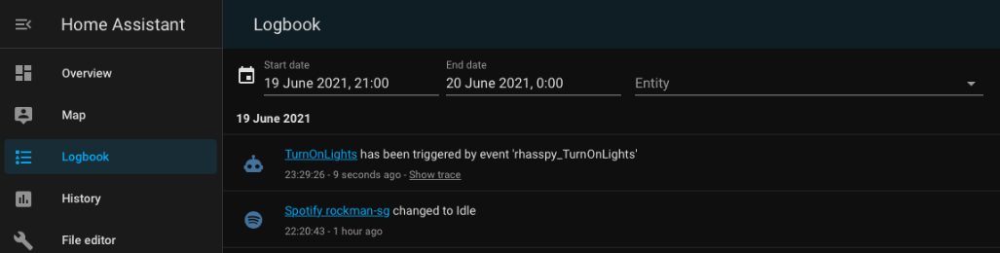 Home Assistant
Overview
Map
Logbook
History
File editor
Logbook
Start date
19 June 2021, 21:00
End date
20 June 2021, 0:00
Entity
19 June 2021
TurnOnLights has been triggered by event 'rhasspy_TurnOnLights'
23:29:26 - 9 seconds ago - Show trace
Spotify rockman-sg changed to Idle
22:20:43 - 1 hour ago